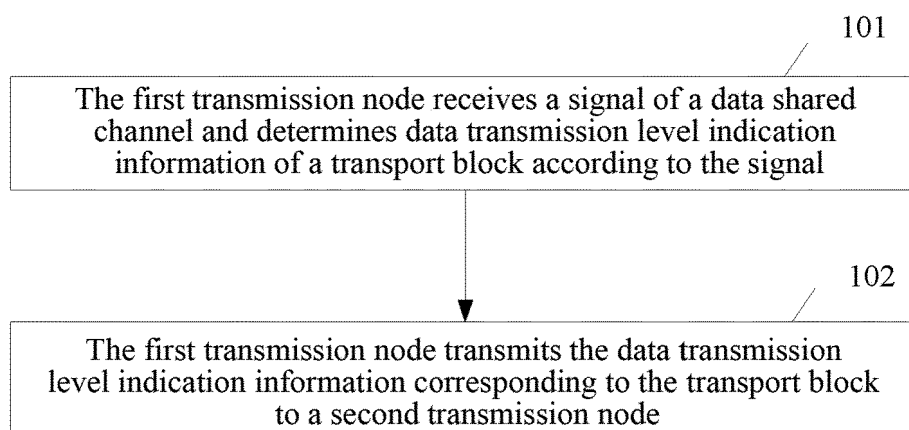 101
The first transmission node receives a signal of a data shared
channel and determines data transmission level indication
information of a transport block according to the signal
102
The first transmission node transmits the data transmission
level indication information corresponding to the transport block
to a second transmission node